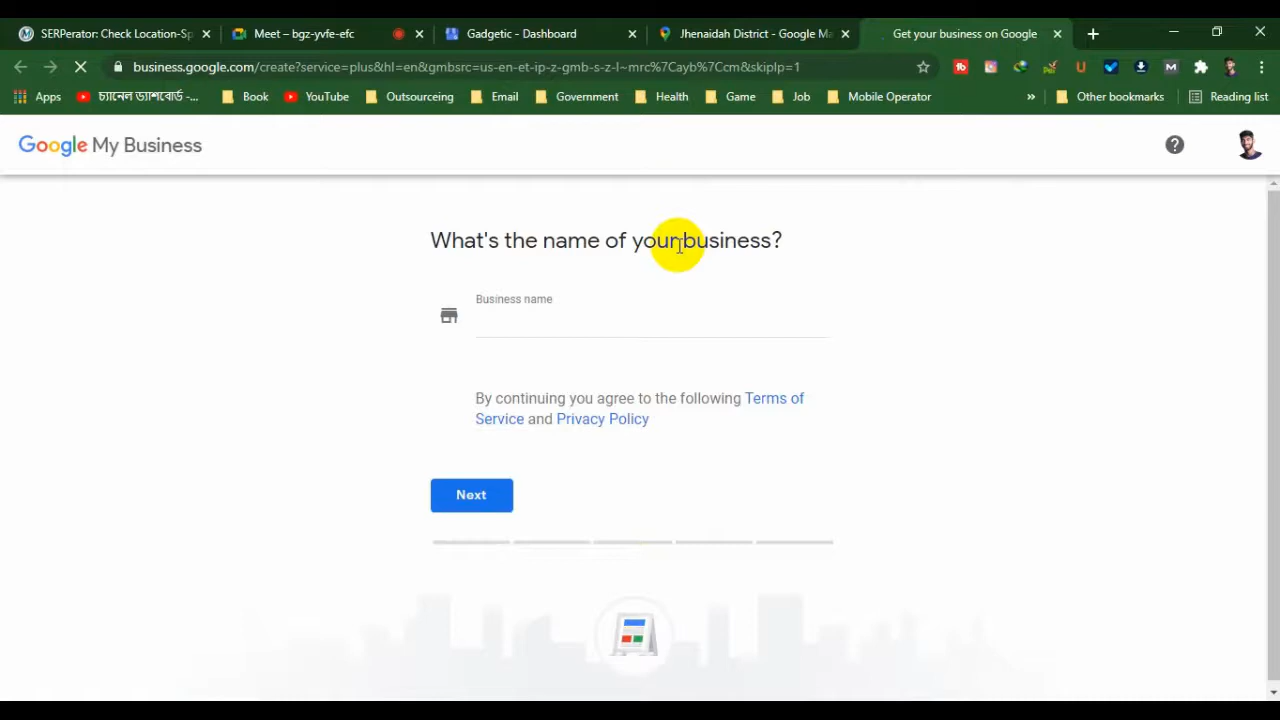 SERPerator: Check Location-Sp
Meet – bgz-yvfe-efc
Gadgetic - Dashboard
Jhenaidah District - Google Ma
Get your business on Google
business.google.com/create?service=plus&hl=en&gmbsrc=us-en-et-ip-z-gmb-s-z-l~mrc%7Cayb%7Ccm&skiplp=1
Apps
চ্যানেল ড্যাশবোর্ড -...
Book
YouTube
Outsourceing
Email
Government
Health
Game
Job
Mobile Operator
»
Other bookmarks
Reading list
Google My Business
What's the name of your business?
Business name
By continuing you agree to the following Terms of
Service and Privacy Policy
Next